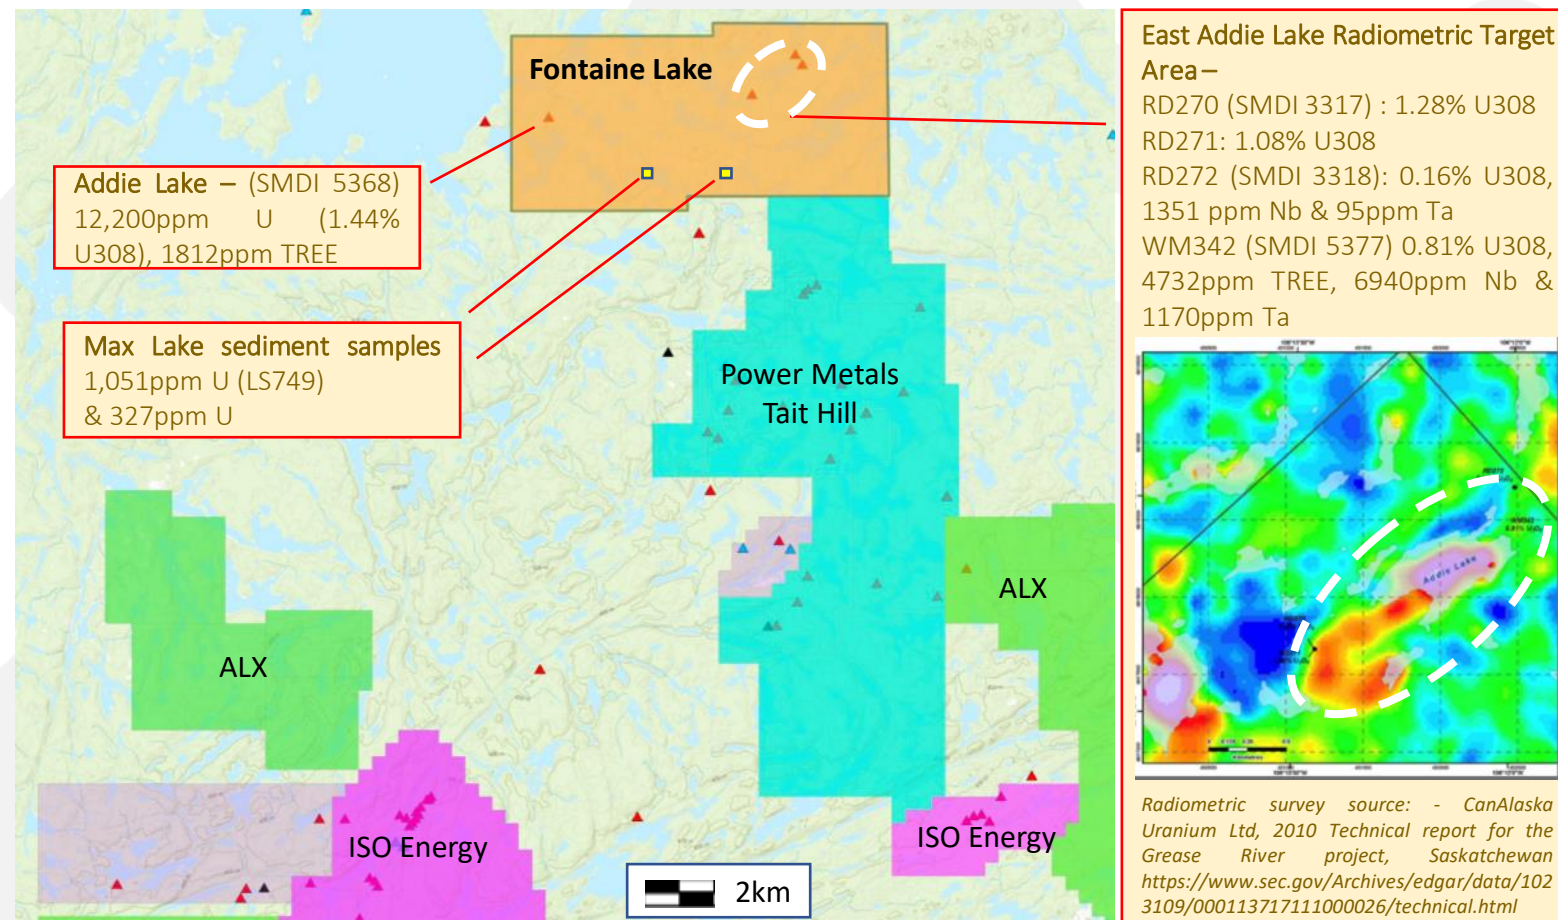 Fontaine Lake
Addie Lake – (SMDI 5368)
12,200ppm U (1.44%
U308), 1812ppm TREE
Max Lake sediment samples
1,051ppm U (LS749)
& 327ppm U
Power Metals
Tait Hill
ALX
ALX
ISO Energy
ISO Energy
2km
East Addie Lake Radiometric Target
Area –
RD270 (SMDI 3317) : 1.28% U308
RD271: 1.08% U308
RD272 (SMDI 3318): 0.16% U308,
1351 ppm Nb & 95ppm Ta
WM342 (SMDI 5377) 0.81% U308,
4732ppm TREE, 6940ppm Nb &
1170ppm Ta
Addie Lake
Radiometric survey source: - CanAlaska
Uranium Ltd, 2010 Technical report for the
Grease River project, Saskatchewan
https://www.sec.gov/Archives/edgar/data/102
3109/000113717111000026/technical.html